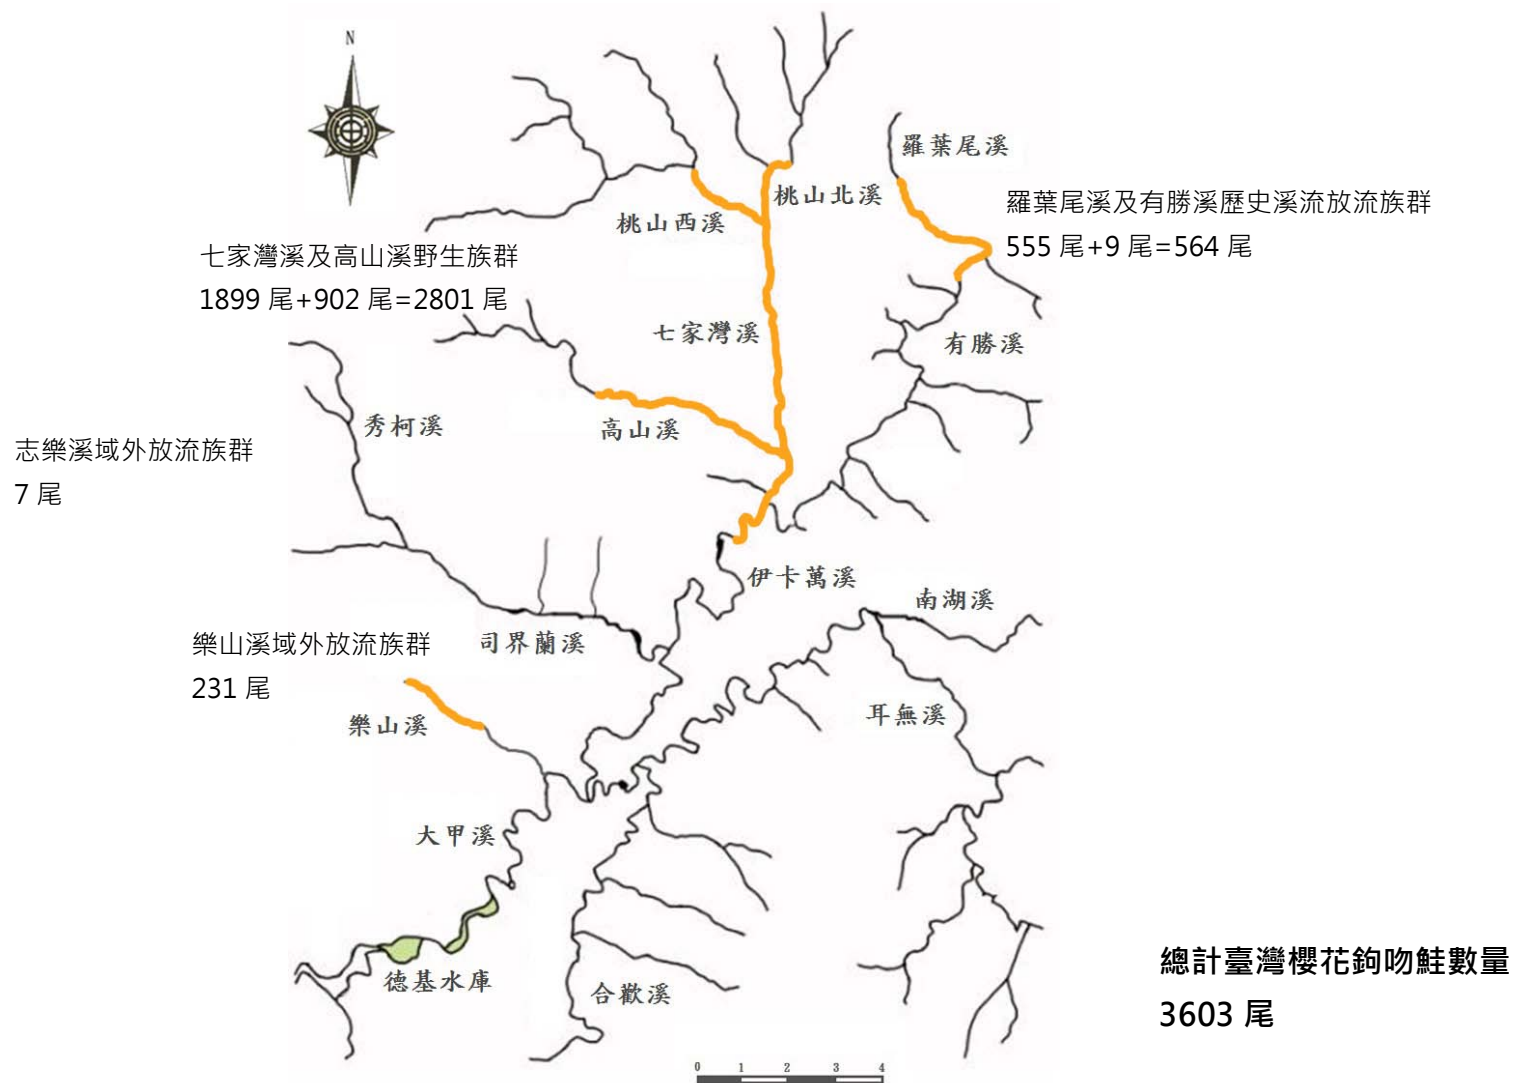 N
羅葉尾溪
桃山北溪
羅葉尾溪及有勝溪歷史溪流放流族群
555 尾+9 尾=564 尾
桃山西溪
七家灣溪及高山溪野生族群
1899 尾+902 尾=2801 尾
七家灣溪
有勝溪
秀柯溪
高山溪
志樂溪域外放流族群
7 尾
伊卡萬溪
南湖溪
樂山溪域外放流族群
231 尾
司界蘭溪
耳無溪
樂山溪
大甲溪
德基水庫
合歡溪
總計臺灣櫻花鉤吻鮭數量
3603 尾
0 1 2 3 4